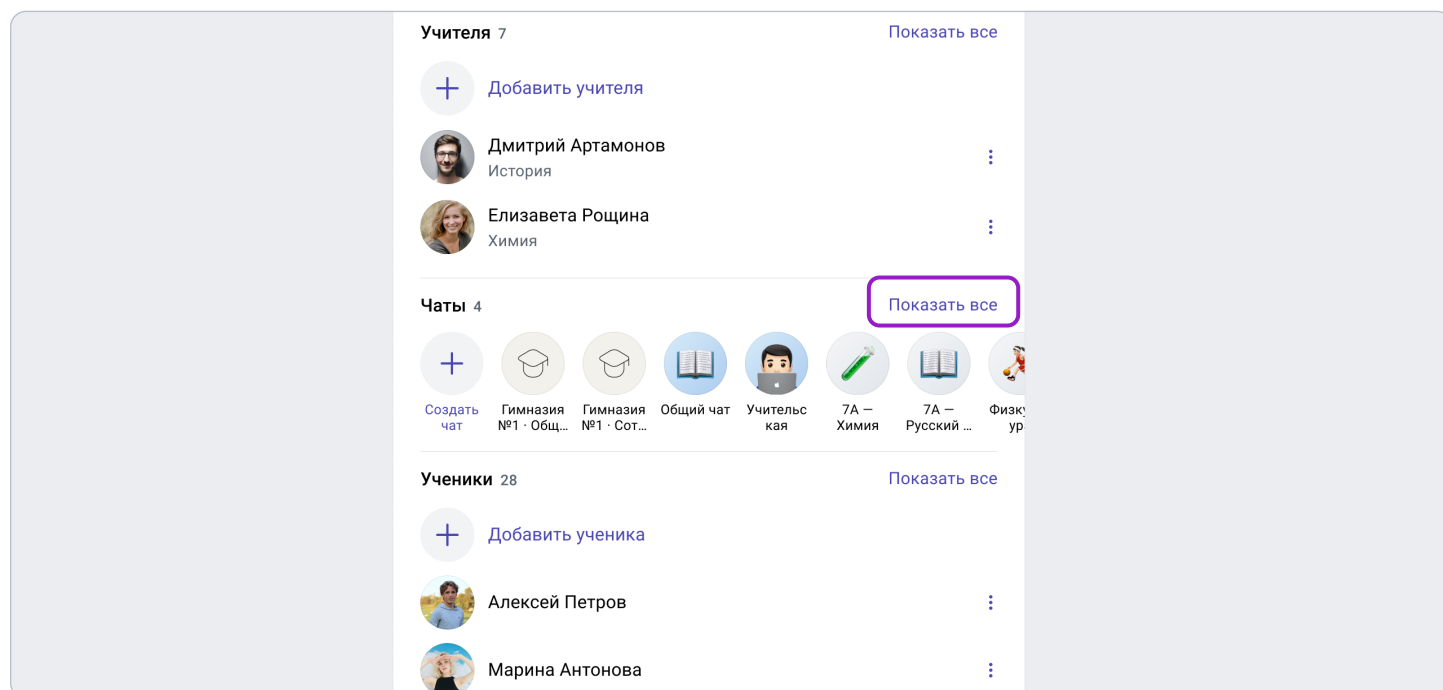 Учителя 7
Показать все
Добавить учителя
Дмитрий Артамонов
История
Елизавета Рощина
Химия
Чаты 4
Показать все
Создать чат
Гимназия №1 · Общ...
Гимназия №1 · Сот...
Общий чат
Учительская
7А — Химия
7А — Русский ...
Ученики 28
Показать все
Добавить ученика
Алексей Петров
Марина Антонова